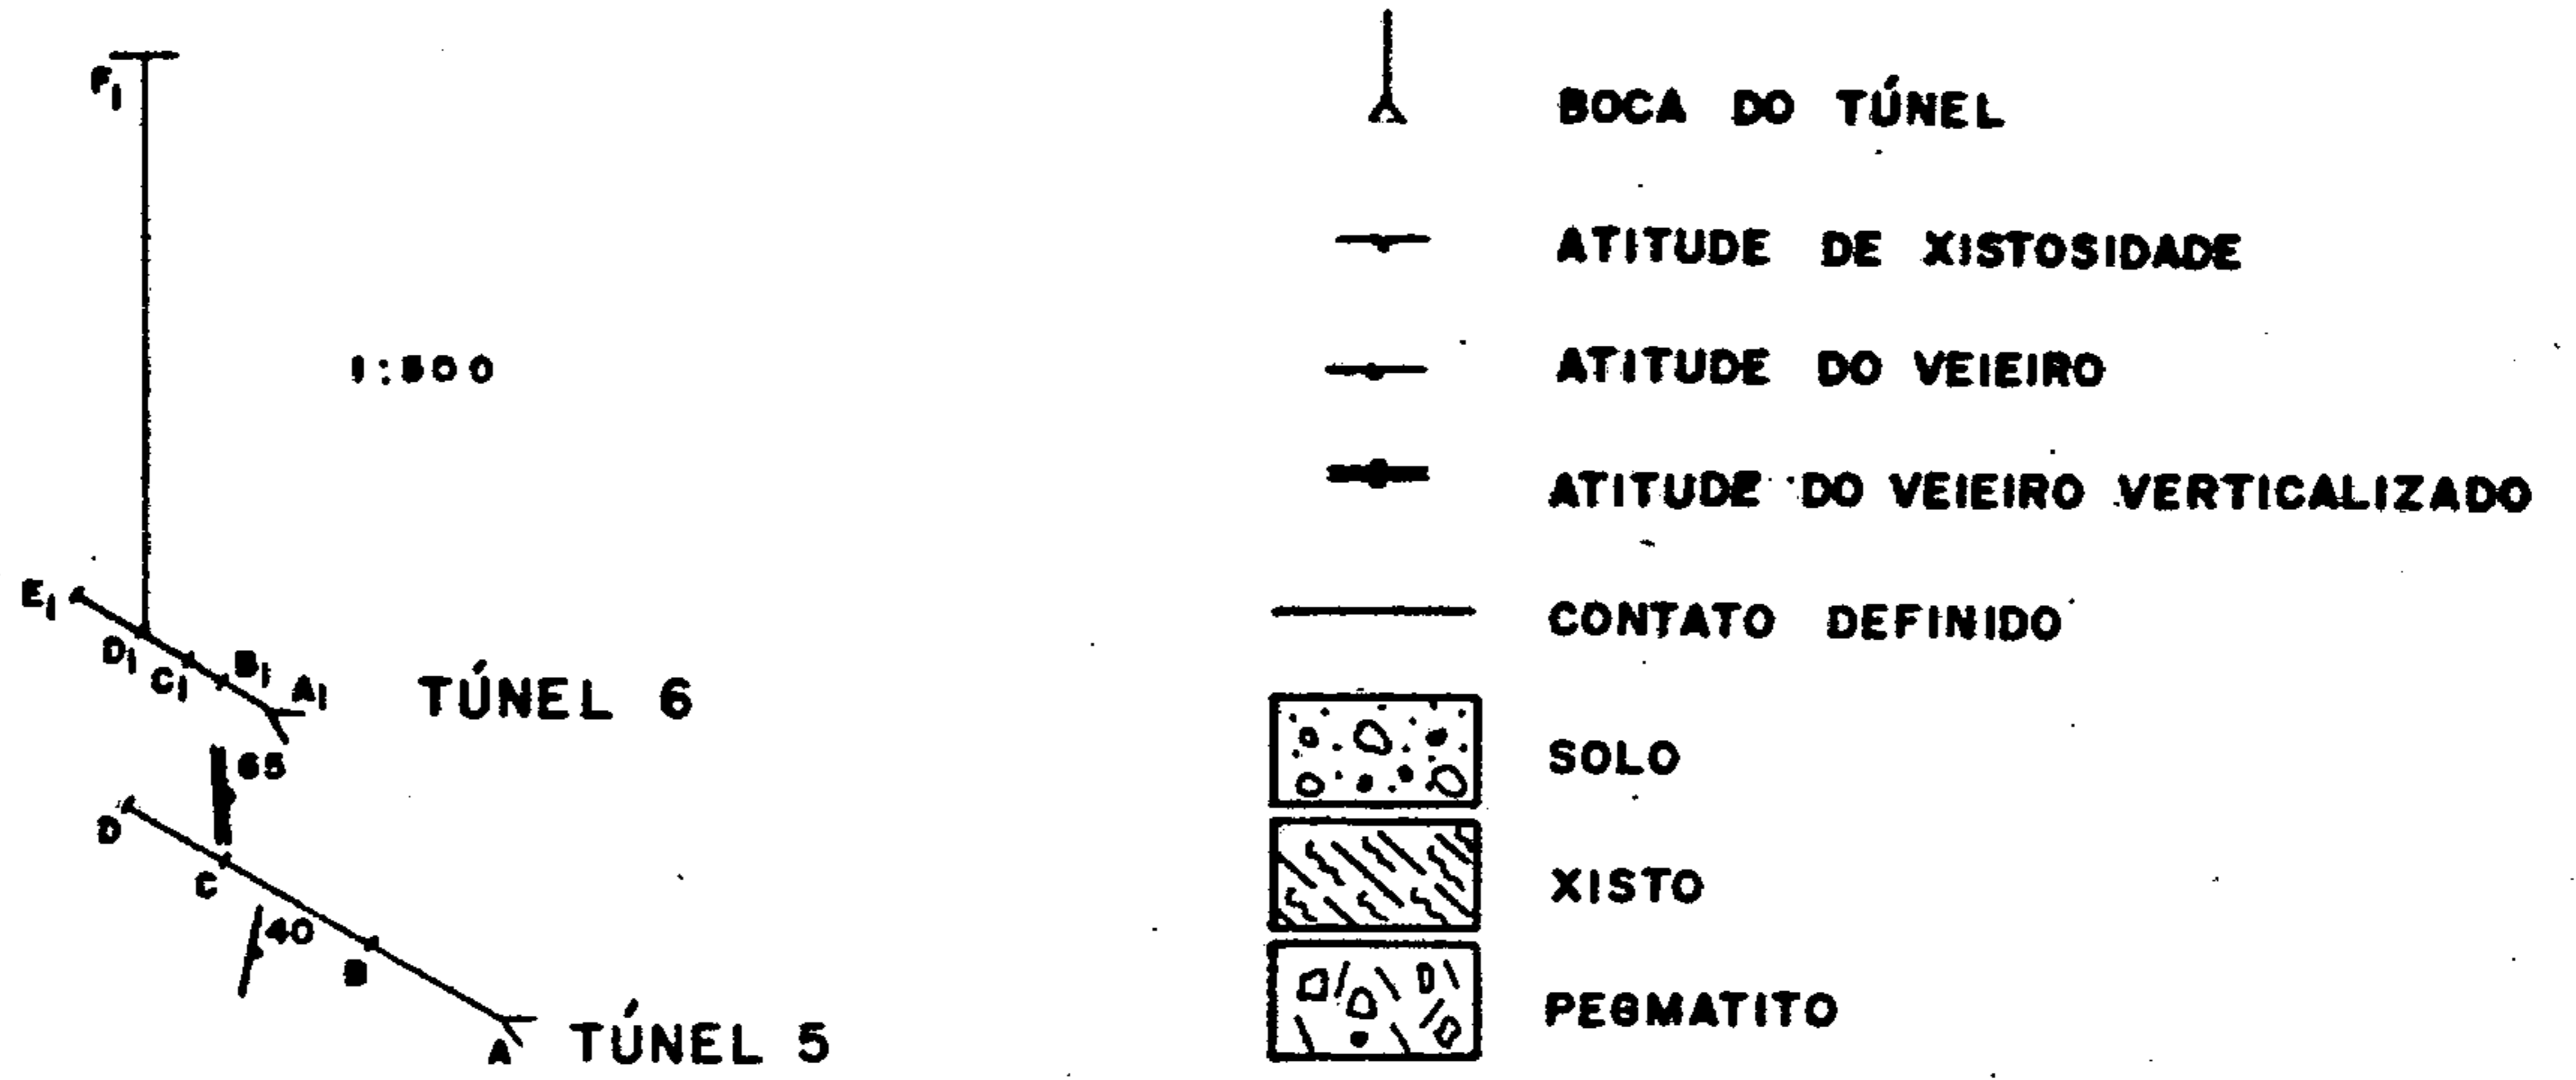 F₁
1:500
E₁
D₁
C₁
B₁
A₁
TÚNEL 6
65
D
C
40
B
A
TÚNEL 5
BOCA DO TÚNEL
ATITUDE DE XISTOSIDADE
ATITUDE DO VEIEIRO
ATITUDE DO VEIEIRO VERTICALIZADO
CONTATO DEFINIDO
SOLO
XISTO
PEGMATITO